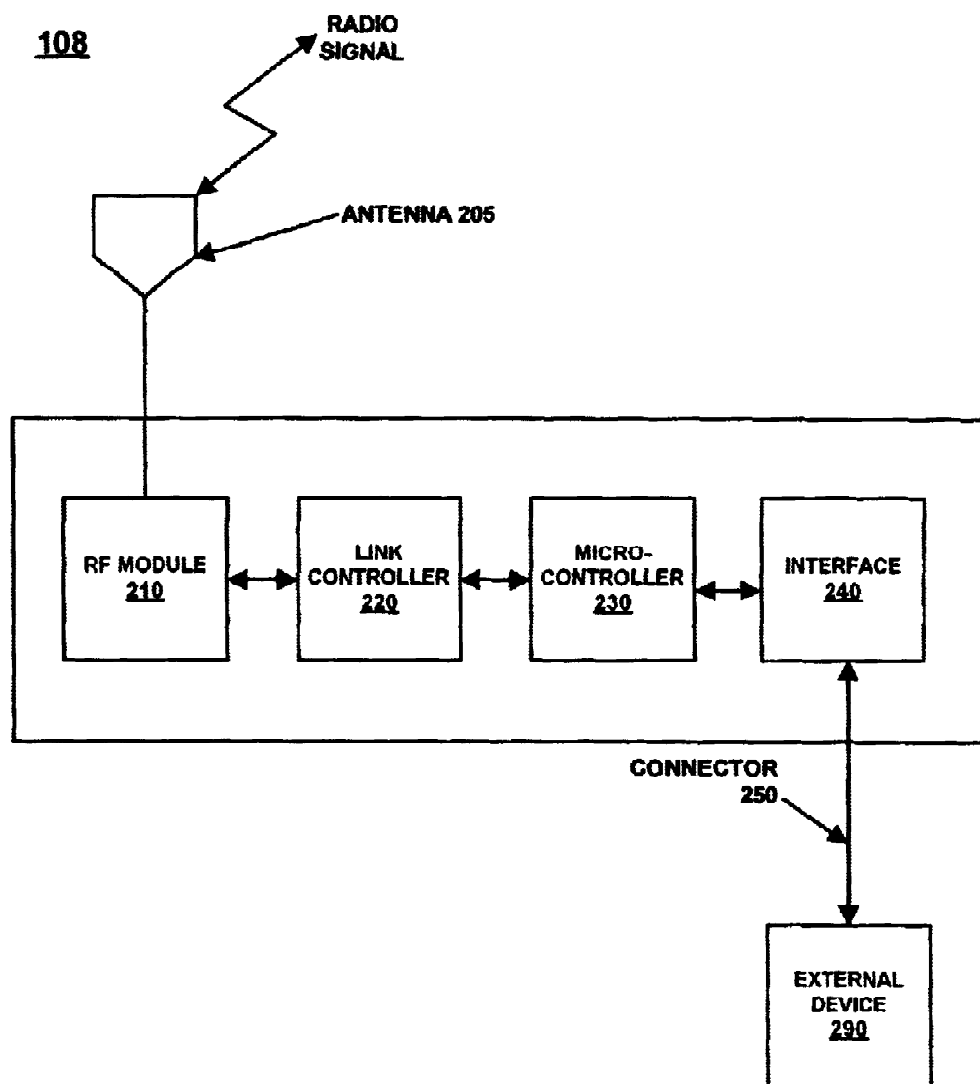 108
RADIO
SIGNAL
ANTENNA 205
RF MODULE
210
LINK
CONTROLLER
220
MICRO-
CONTROLLER
230
INTERFACE
240
CONNECTOR
250
EXTERNAL
DEVICE
290